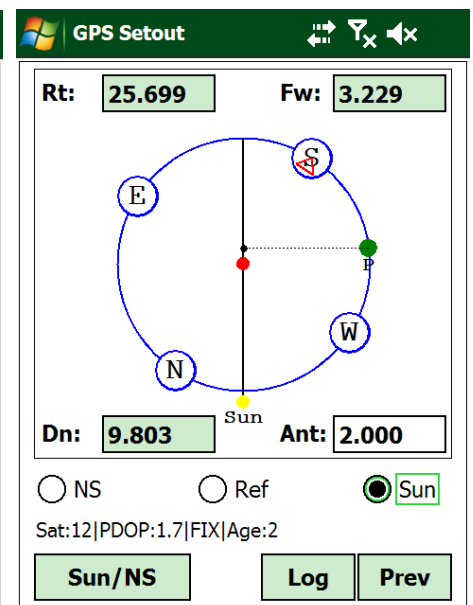 GPS Setout
Rt: 25.699 Fw: 3.229
S
E
P
W
N
Sun
Dn: 9.803 Ant: 2.000
NS Ref Sun
Sat:12|PDOP:1.7|FIX|Age:2
Sun/NS Log Prev